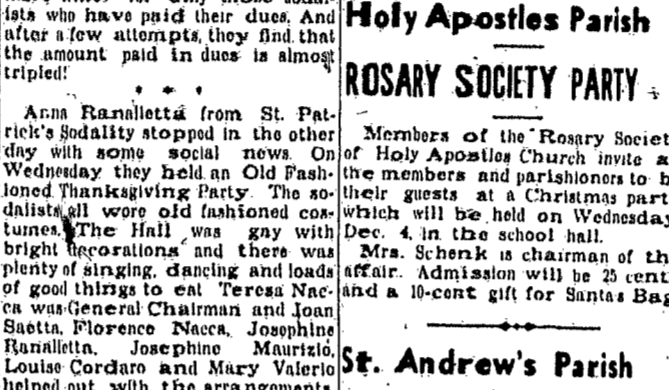 ists who have paid their dues. And
after a few attempts, they find that
the amount paid in dues is almost
tripled!
* * *
Anna Ranalletta from St. Pat-
rick's Sodality stopped in the other
day with some social news. On
Wednesday they held an Old Fash-
ioned Thanksgiving Party. The so-
dalists all wore old fashioned cos-
tumes. The Hall was gay with
bright decorations and there was
plenty of singing, dancing and loads
of good things to eat Teresa Nac-
ca was General Chairman and Joan
Saetta, Florence Nacca, Josephine
Ranalletta, Josephine Maurizio,
Louise Cordaro and Mary Valerio
helped out with the arrangements.
Holy Apostles Parish
ROSARY SOCIETY PARTY
Members of the Rosary Societ
of Holy Apostles Church invite a
the members and parishioners to b
their guests at a Christmas part
which will be held on Wednesday
Dec. 4, in the school hall.
Mrs. Schenk is chairman of th
affair. Admission will be 25 cent
and a 10-cent gift for Santa's Bag
St. Andrew's Parish